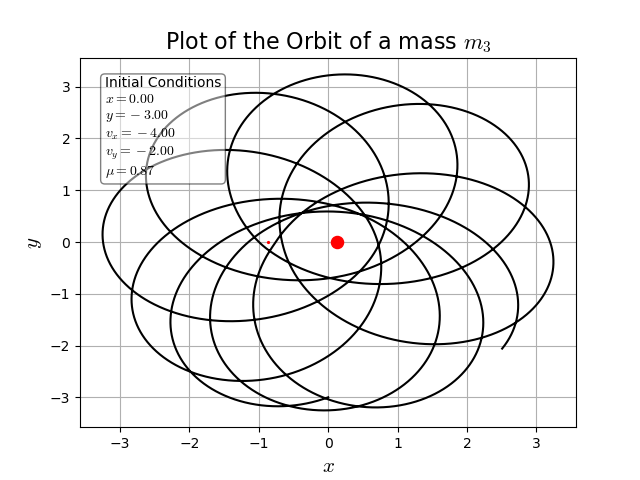 Plot of the Orbit of a mass m₃
Initial Conditions
x = 0.00
y = −3.00
vₓ = −4.00
v_y = −2.00
μ = 0.87
3
2
1
0
−1
−2
−3
y
−3 −2 −1 0 1 2 3
x